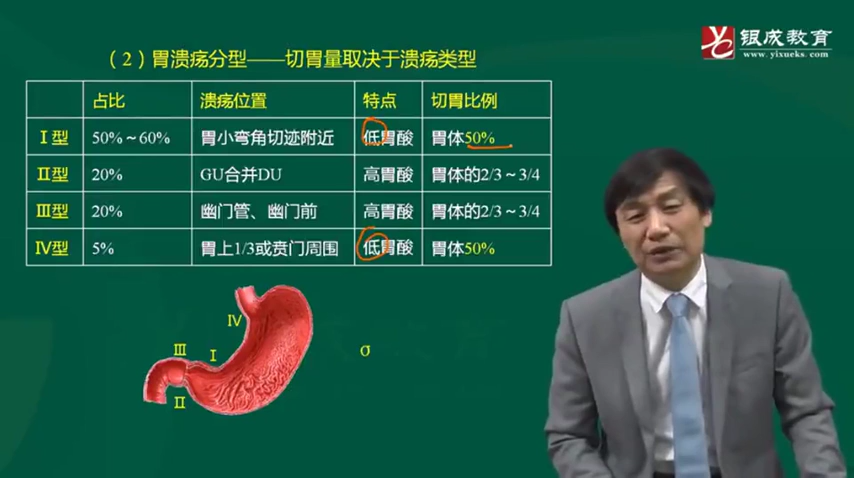 银成教育
www.yixueks.com
（2）胃溃疡分型——切胃量取决于溃疡类型
占比 溃疡位置 特点 切胃比例
Ⅰ型 50%～60% 胃小弯角切迹附近 低胃酸 胃体50%
Ⅱ型 20% GU合并DU 高胃酸 胃体的2/3～3/4
Ⅲ型 20% 幽门管、幽门前 高胃酸 胃体的2/3～3/4
Ⅳ型 5% 胃上1/3或贲门周围 低胃酸 胃体50%
Ⅳ
Ⅲ
Ⅰ
Ⅱ
σ